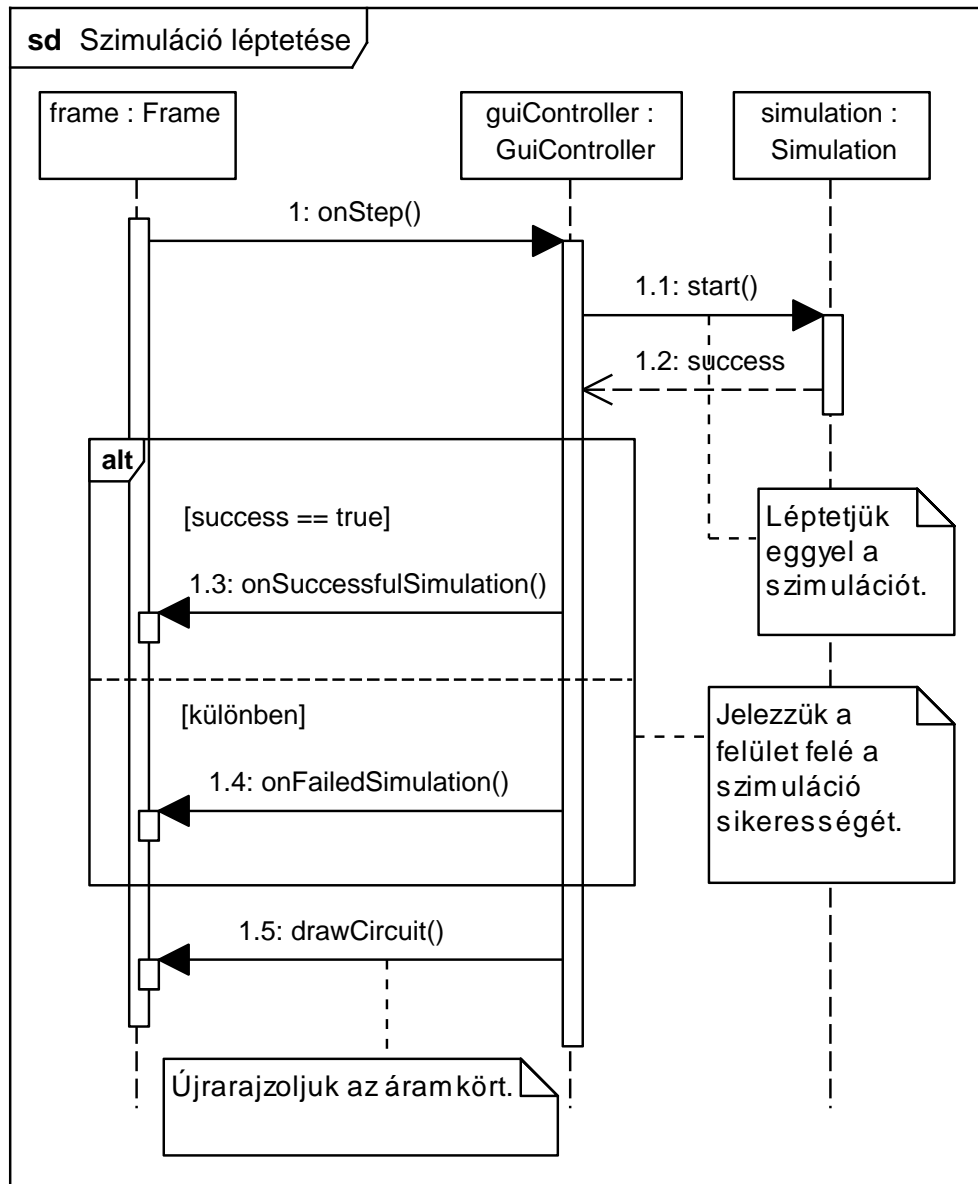 sd Szimuláció léptetése
frame : Frame
guiController :
GuiController
simulation :
Simulation
1: onStep()
1.1: start()
1.2: success
alt
[success == true]
Léptetjük
eggyel a
szimulációt.
1.3: onSuccessfulSimulation()
[különben]
Jelezzük a
felület felé a
szimuláció
sikerességét.
1.4: onFailedSimulation()
1.5: drawCircuit()
Újrarajzoljuk az áramkört.